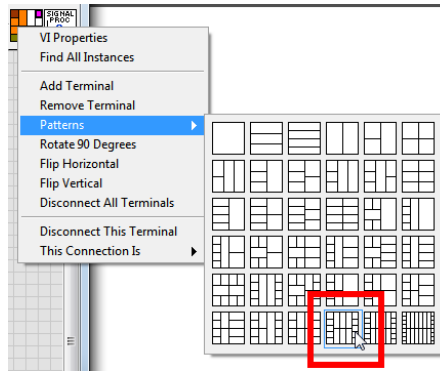 SIGNAL
PROC
VI Properties
Find All Instances
Add Terminal
Remove Terminal
Patterns
Rotate 90 Degrees
Flip Horizontal
Flip Vertical
Disconnect All Terminals
Disconnect This Terminal
This Connection Is